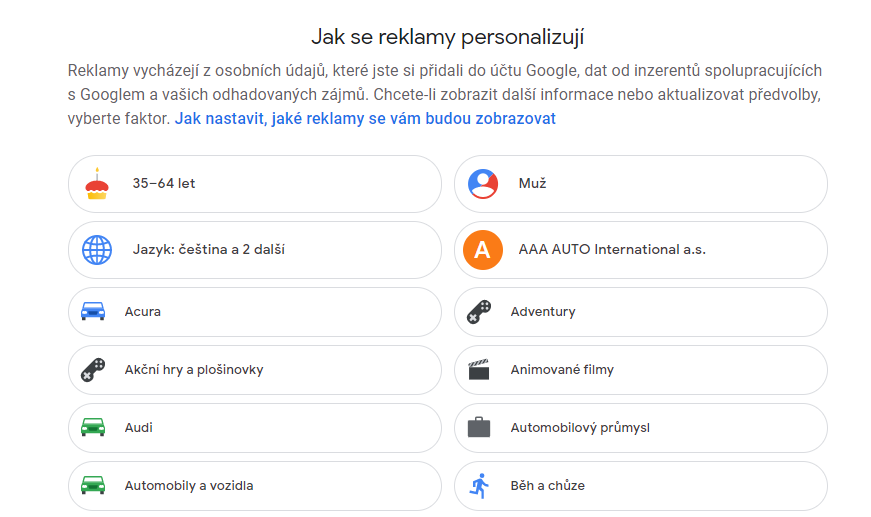 Jak se reklamy personalizují
Reklamy vycházejí z osobních údajů, které jste si přidali do účtu Google, dat od inzerentů spolupracujících
s Googlem a vašich odhadovaných zájmů. Chcete-li zobrazit další informace nebo aktualizovat předvolby,
vyberte faktor. Jak nastavit, jaké reklamy se vám budou zobrazovat
35–64 let
Muž
Jazyk: čeština a 2 další
A
AAA AUTO International a.s.
Acura
Adventury
Akční hry a plošinovky
Animované filmy
Audi
Automobilový průmysl
Automobily a vozidla
Běh a chůze